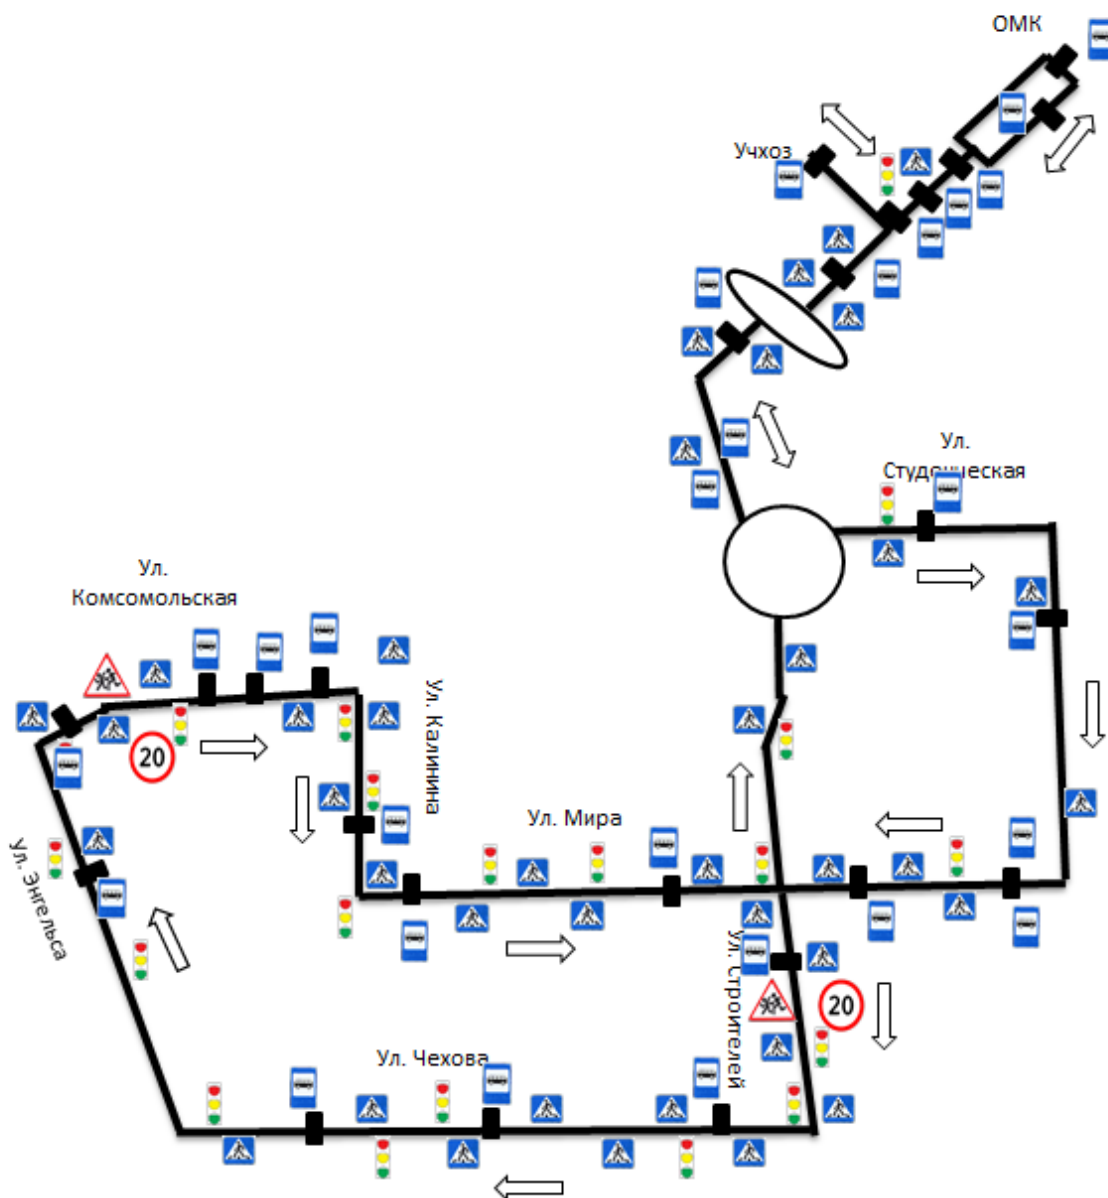 ОМК
Учхоз
Ул.
Студенческая
Ул.
Комсомольская
20
Ул. Калинина
Ул. Мира
Ул. Энгельса
Ул. Строителей
20
Ул. Чехова